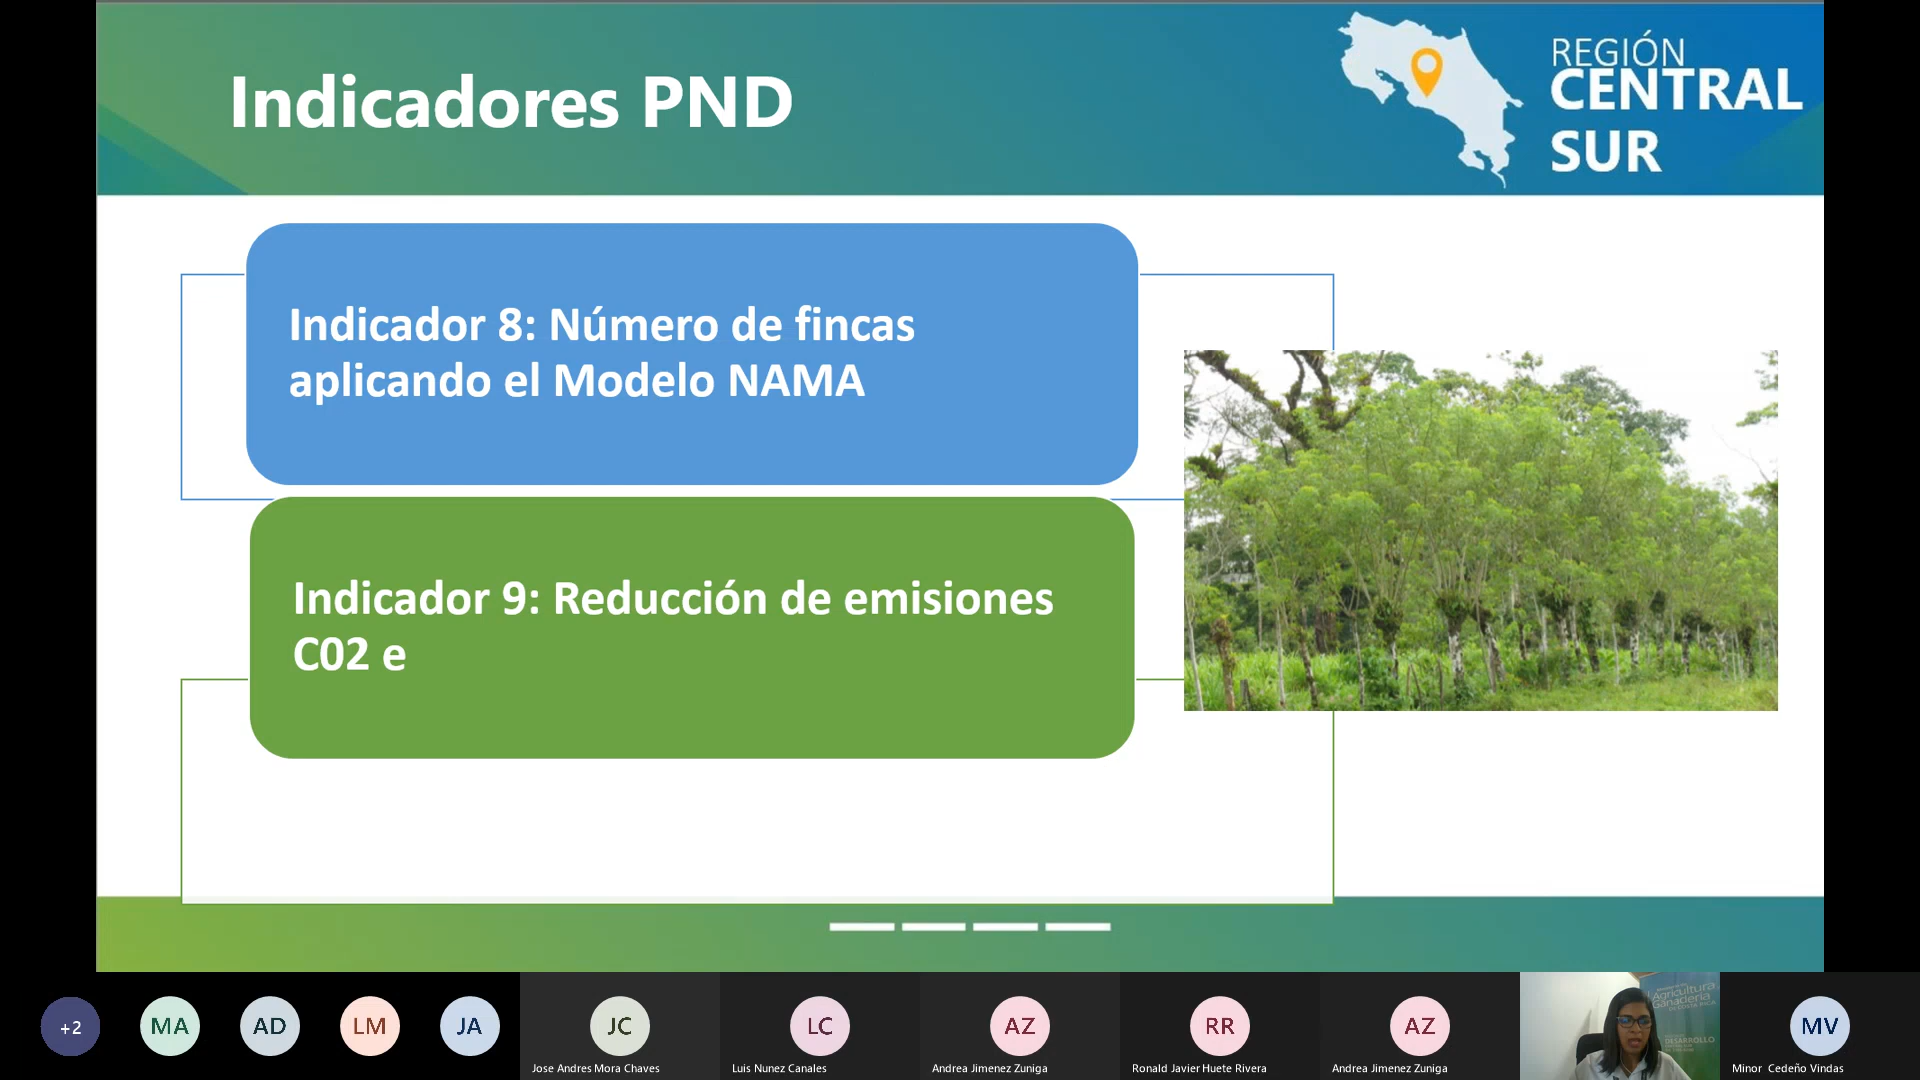 Indicadores PND
REGIÓN
CENTRAL
SUR
Indicador 8: Número de fincas
aplicando el Modelo NAMA
Indicador 9: Reducción de emisiones
C02 e
+2
MA
AD
LM
JA
JC
LC
AZ
RR
AZ
MV
Agricultura
Ganadería
Jose Andres Mora Chaves
Luis Nunez Canales
Andrea Jimenez Zuniga
Ronald Javier Huete Rivera
Andrea Jimenez Zuniga
Minor Cedeño Vindas